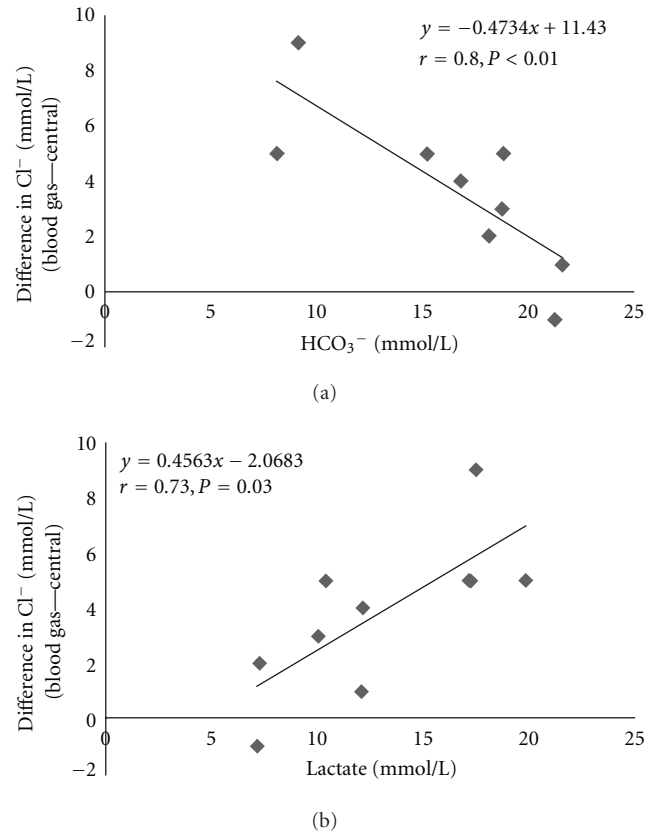 10
8
6
4
2
0
−2
y = −0.4734x + 11.43
r = 0.8, P < 0.01
0 5 10 15 20 25
HCO₃⁻ (mmol/L)
Difference in Cl⁻ (mmol/L)
(blood gas—central)
(a)
10
8
6
4
2
0
−2
y = 0.4563x − 2.0683
r = 0.73, P = 0.03
0 5 10 15 20 25
Lactate (mmol/L)
Difference in Cl⁻ (mmol/L)
(blood gas—central)
(b)